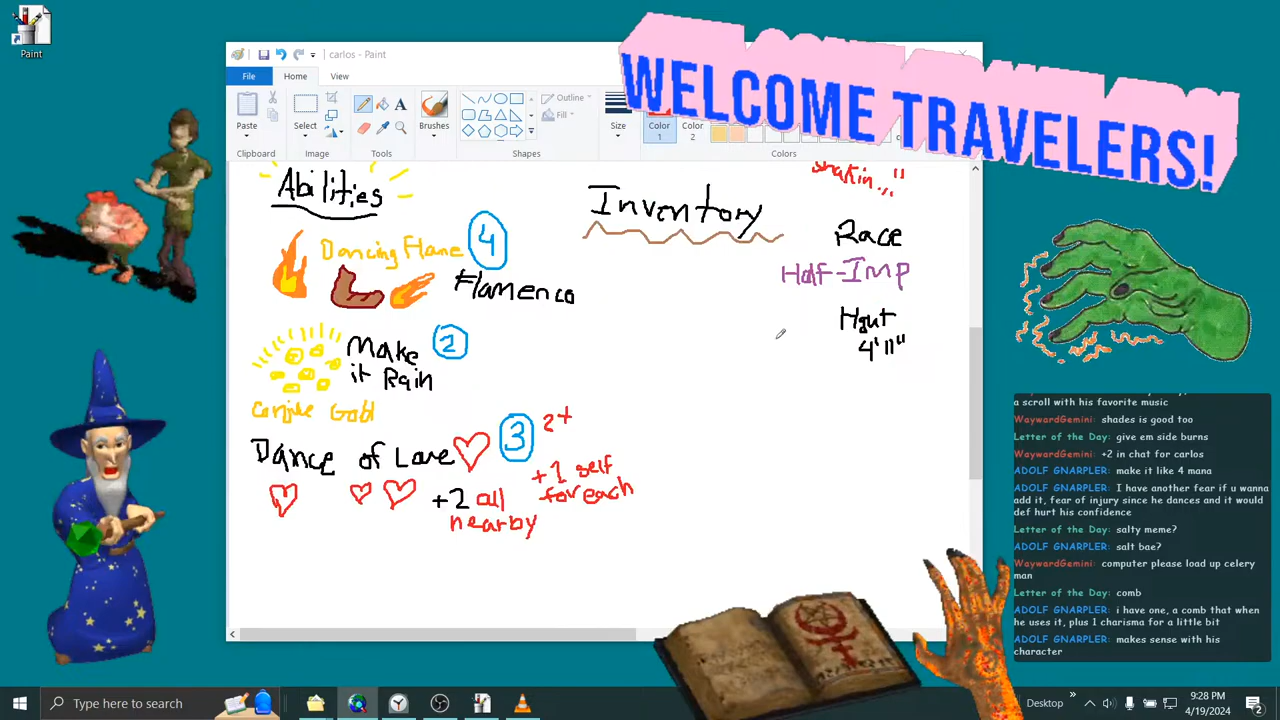 Paint
carlos - Paint
WELCOME TRAVELERS!
File
Home
View
Paste
Select
Brushes
Outline
Fill
Size
Color
1
Color
2
Clipboard
Image
Tools
Shapes
Colors
shakin..."
Abilities
Inventory
Race
Half-Imp
Dancing Flame
4
Flamenco
Hgut
4'11"
Make
it Rain
2
Conjure Gold
Dance of Love
3
2+
+1 self
for each
+2 all
nearby
a scroll with his favorite music
WaywardGemini: shades is good too
Letter of the Day: give em side burns
WaywardGemini: +2 in chat for carlos
ADOLF GNARPLER: make it like 4 mana
ADOLF GNARPLER: I have another fear if u wanna
add it, fear of injury since he dances and it would
def hurt his confidence
Letter of the Day: salty meme?
ADOLF GNARPLER: salt bae?
WaywardGemini: computer please load up celery
man
Letter of the Day: comb
ADOLF GNARPLER: i have one, a comb that when
he uses it, plus 1 charisma for a little bit
ADOLF GNARPLER: makes sense with his
character
Type here to search
Desktop
9:28 PM
4/19/2024
2